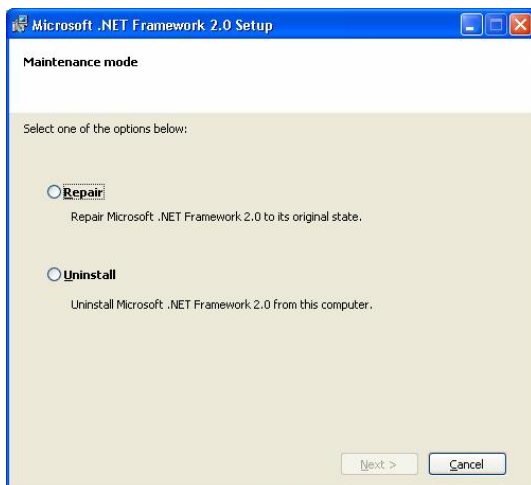 Microsoft .NET Framework 2.0 Setup
Maintenance mode
Select one of the options below:
Repair
Repair Microsoft .NET Framework 2.0 to its original state.
Uninstall
Uninstall Microsoft .NET Framework 2.0 from this computer.
Next >
Cancel